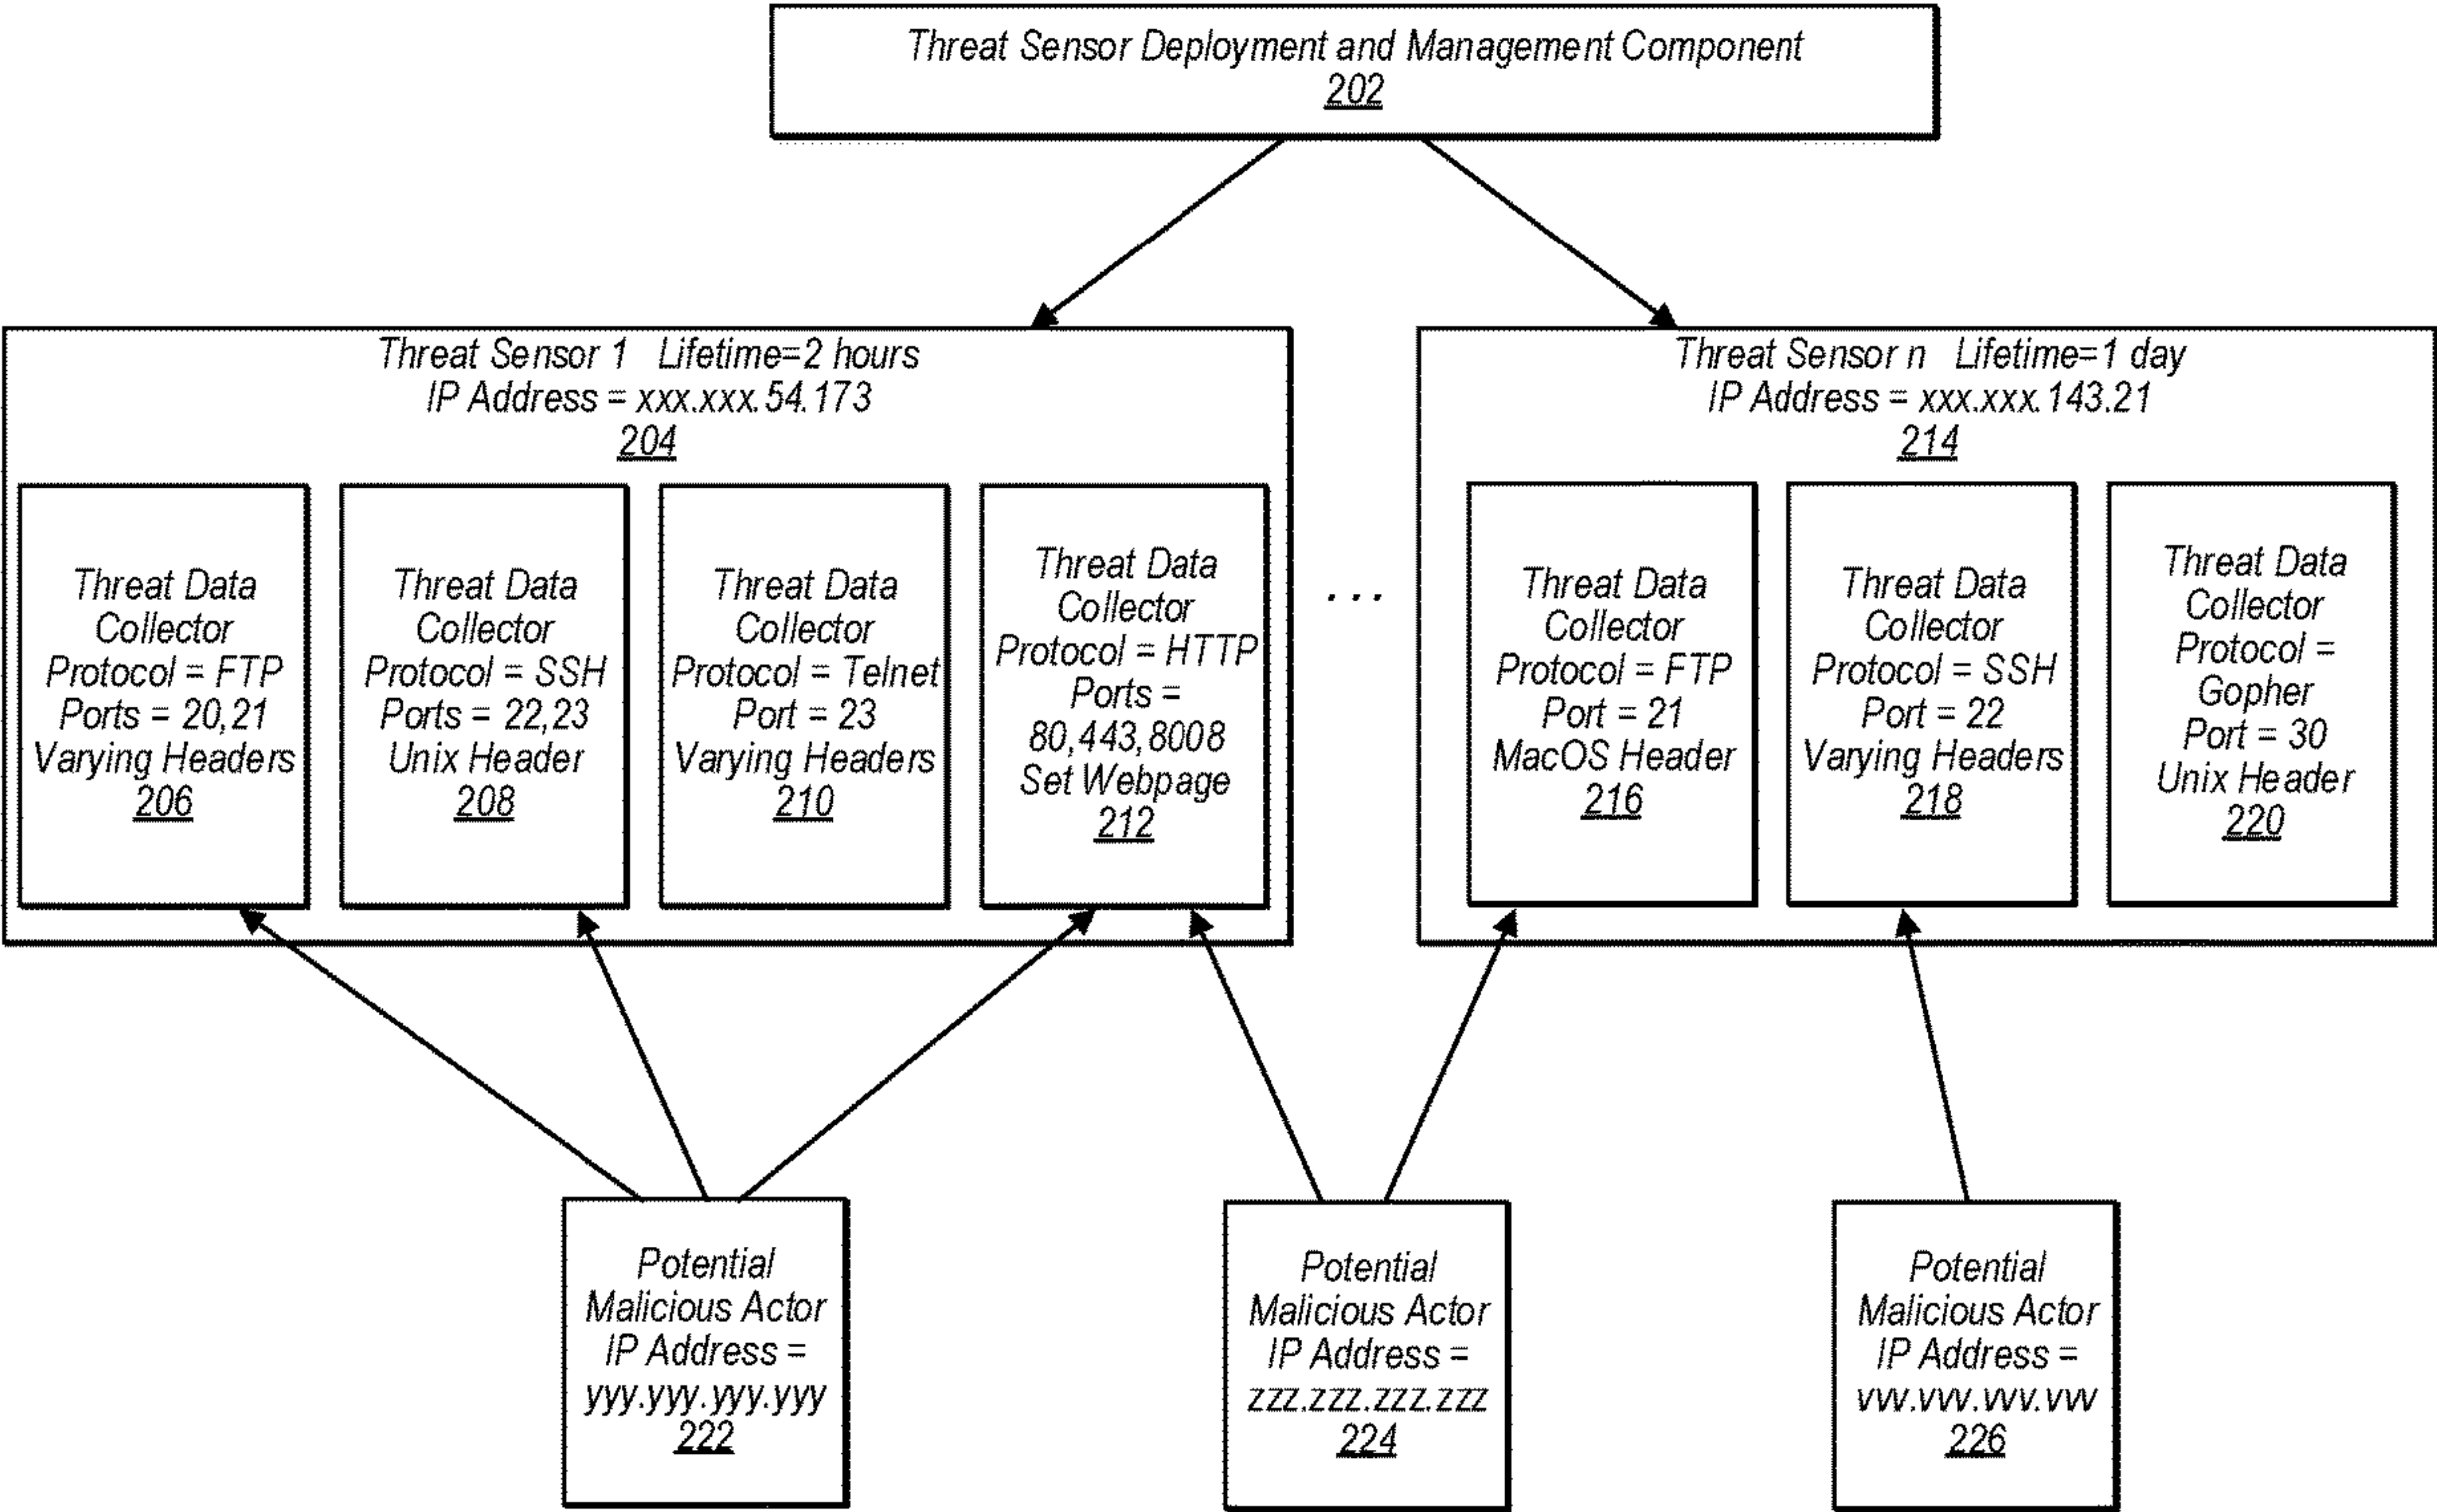 Threat Sensor Deployment and Management Component
202
Threat Sensor 1 Lifetime=2 hours
IP Address = xxx.xxx.54.173
204
Threat Data
Collector
Protocol = FTP
Ports = 20,21
Varying Headers
206
Threat Data
Collector
Protocol = SSH
Ports = 22,23
Unix Header
208
Threat Data
Collector
Protocol = Telnet
Port = 23
Varying Headers
210
Threat Data
Collector
Protocol = HTTP
Ports =
80,443,8008
Set Webpage
212
...
Threat Sensor n Lifetime=1 day
IP Address = xxx.xxx.143.21
214
Threat Data
Collector
Protocol = FTP
Port = 21
MacOS Header
216
Threat Data
Collector
Protocol = SSH
Port = 22
Varying Headers
218
Threat Data
Collector
Protocol =
Gopher
Port = 30
Unix Header
220
Potential
Malicious Actor
IP Address =
yyy.yyy.yyy.yyy
222
Potential
Malicious Actor
IP Address =
zzz.zzz.zzz.zzz
224
Potential
Malicious Actor
IP Address =
vvv.vvv.vvv.vvv
226